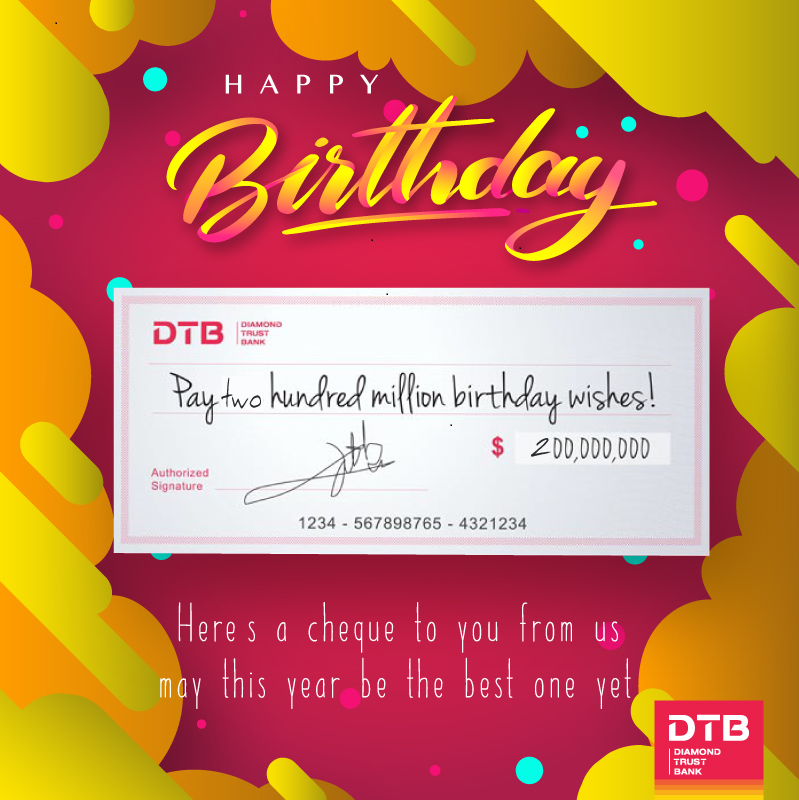 HAPPY
Birthday
DTB
DIAMOND
TRUST
BANK
Pay two hundred million birthday wishes!
$ 200,000,000
Authorized
Signature
1234 - 567898765 - 4321234
Here s a cheque to you from us
may this year be the best one yet
DTB
DIAMOND
TRUST
BANK